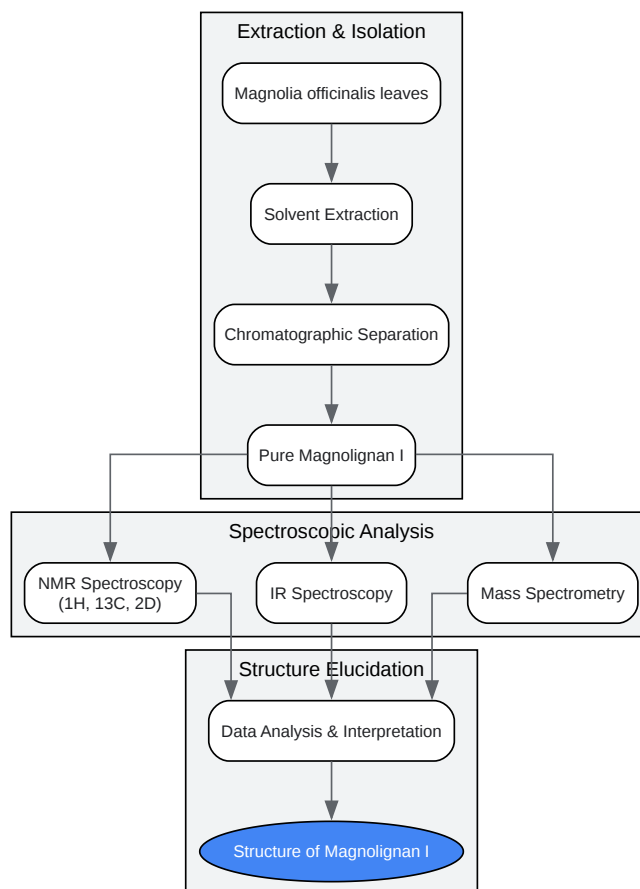 Extraction & Isolation
Magnolia officinalis leaves
Solvent Extraction
Chromatographic Separation
Pure Magnolignan I
Spectroscopic Analysis
NMR Spectroscopy
(1H, 13C, 2D)
IR Spectroscopy
Mass Spectrometry
Structure Elucidation
Data Analysis & Interpretation
Structure of Magnolignan I